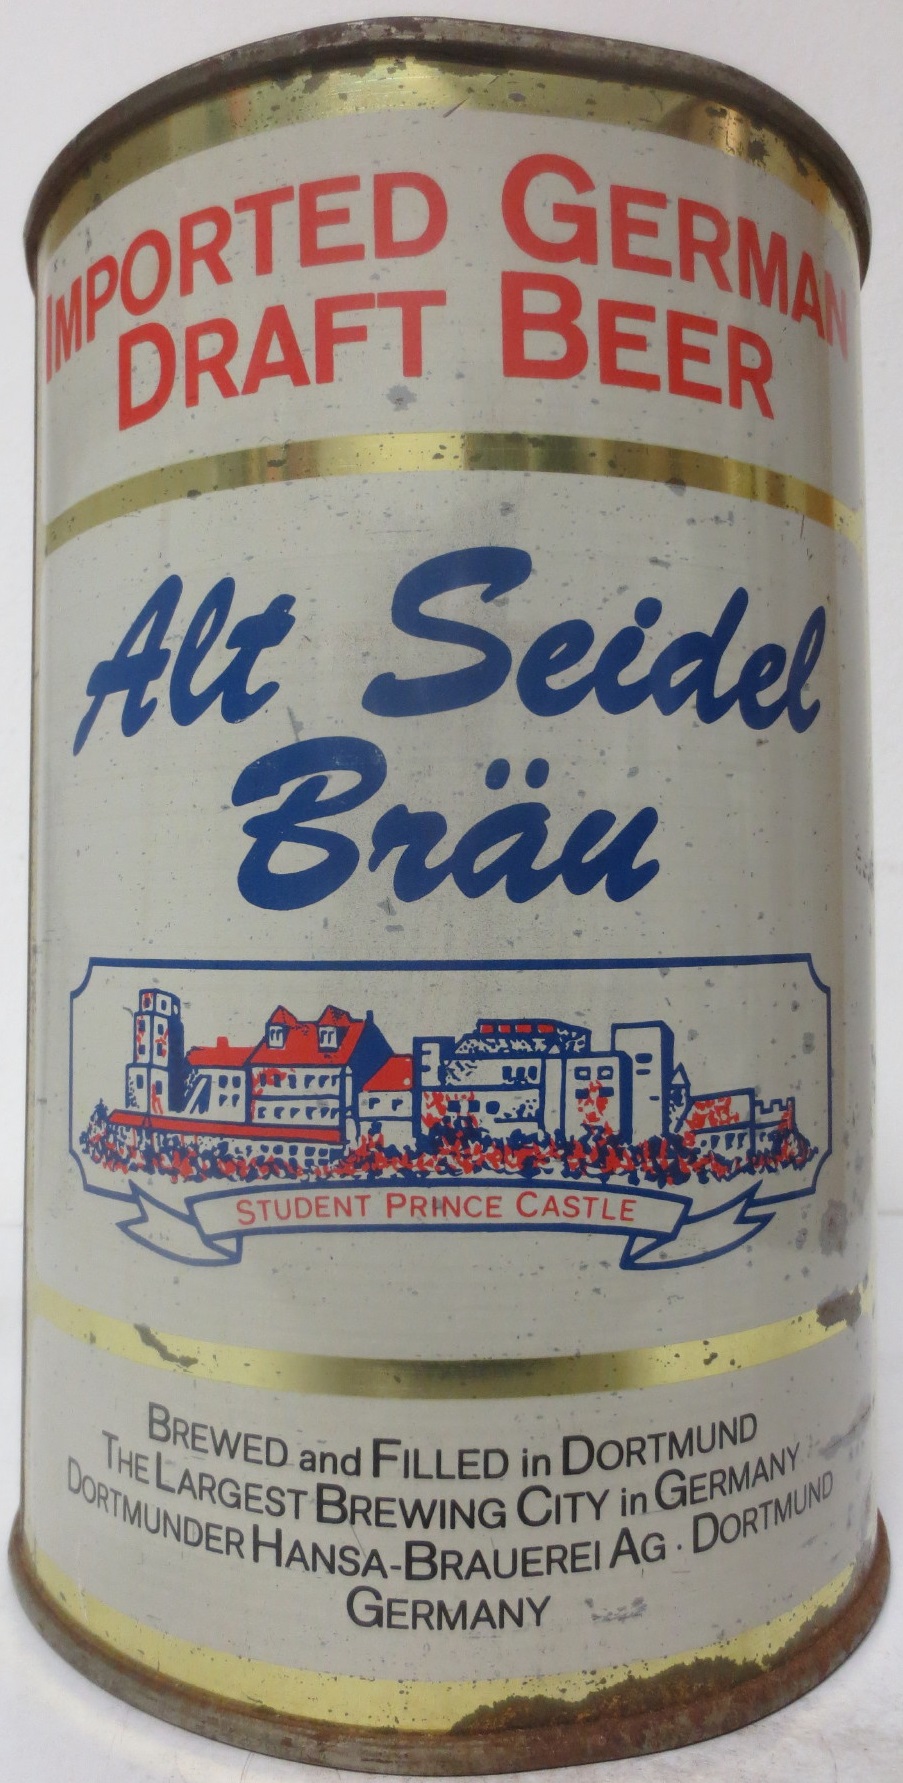 IMPORTED GERMAN
DRAFT BEER
Alt Seidel
Bräu
STUDENT PRINCE CASTLE
BREWED and FILLED in DORTMUND
THE LARGEST BREWING CITY in GERMANY
DORTMUNDER HANSA-BRAUEREI AG · DORTMUND
GERMANY